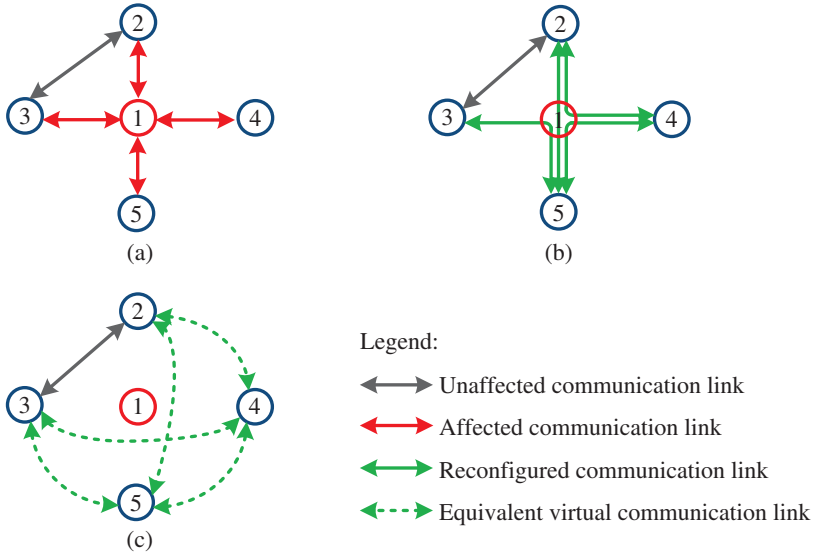 2
2
3
1
4
3
1
4
5
5
(a)
(b)
2
Legend:
Unaffected communication link
3
1
4
Affected communication link
Reconfigured communication link
5
Equivalent virtual communication link
(c)